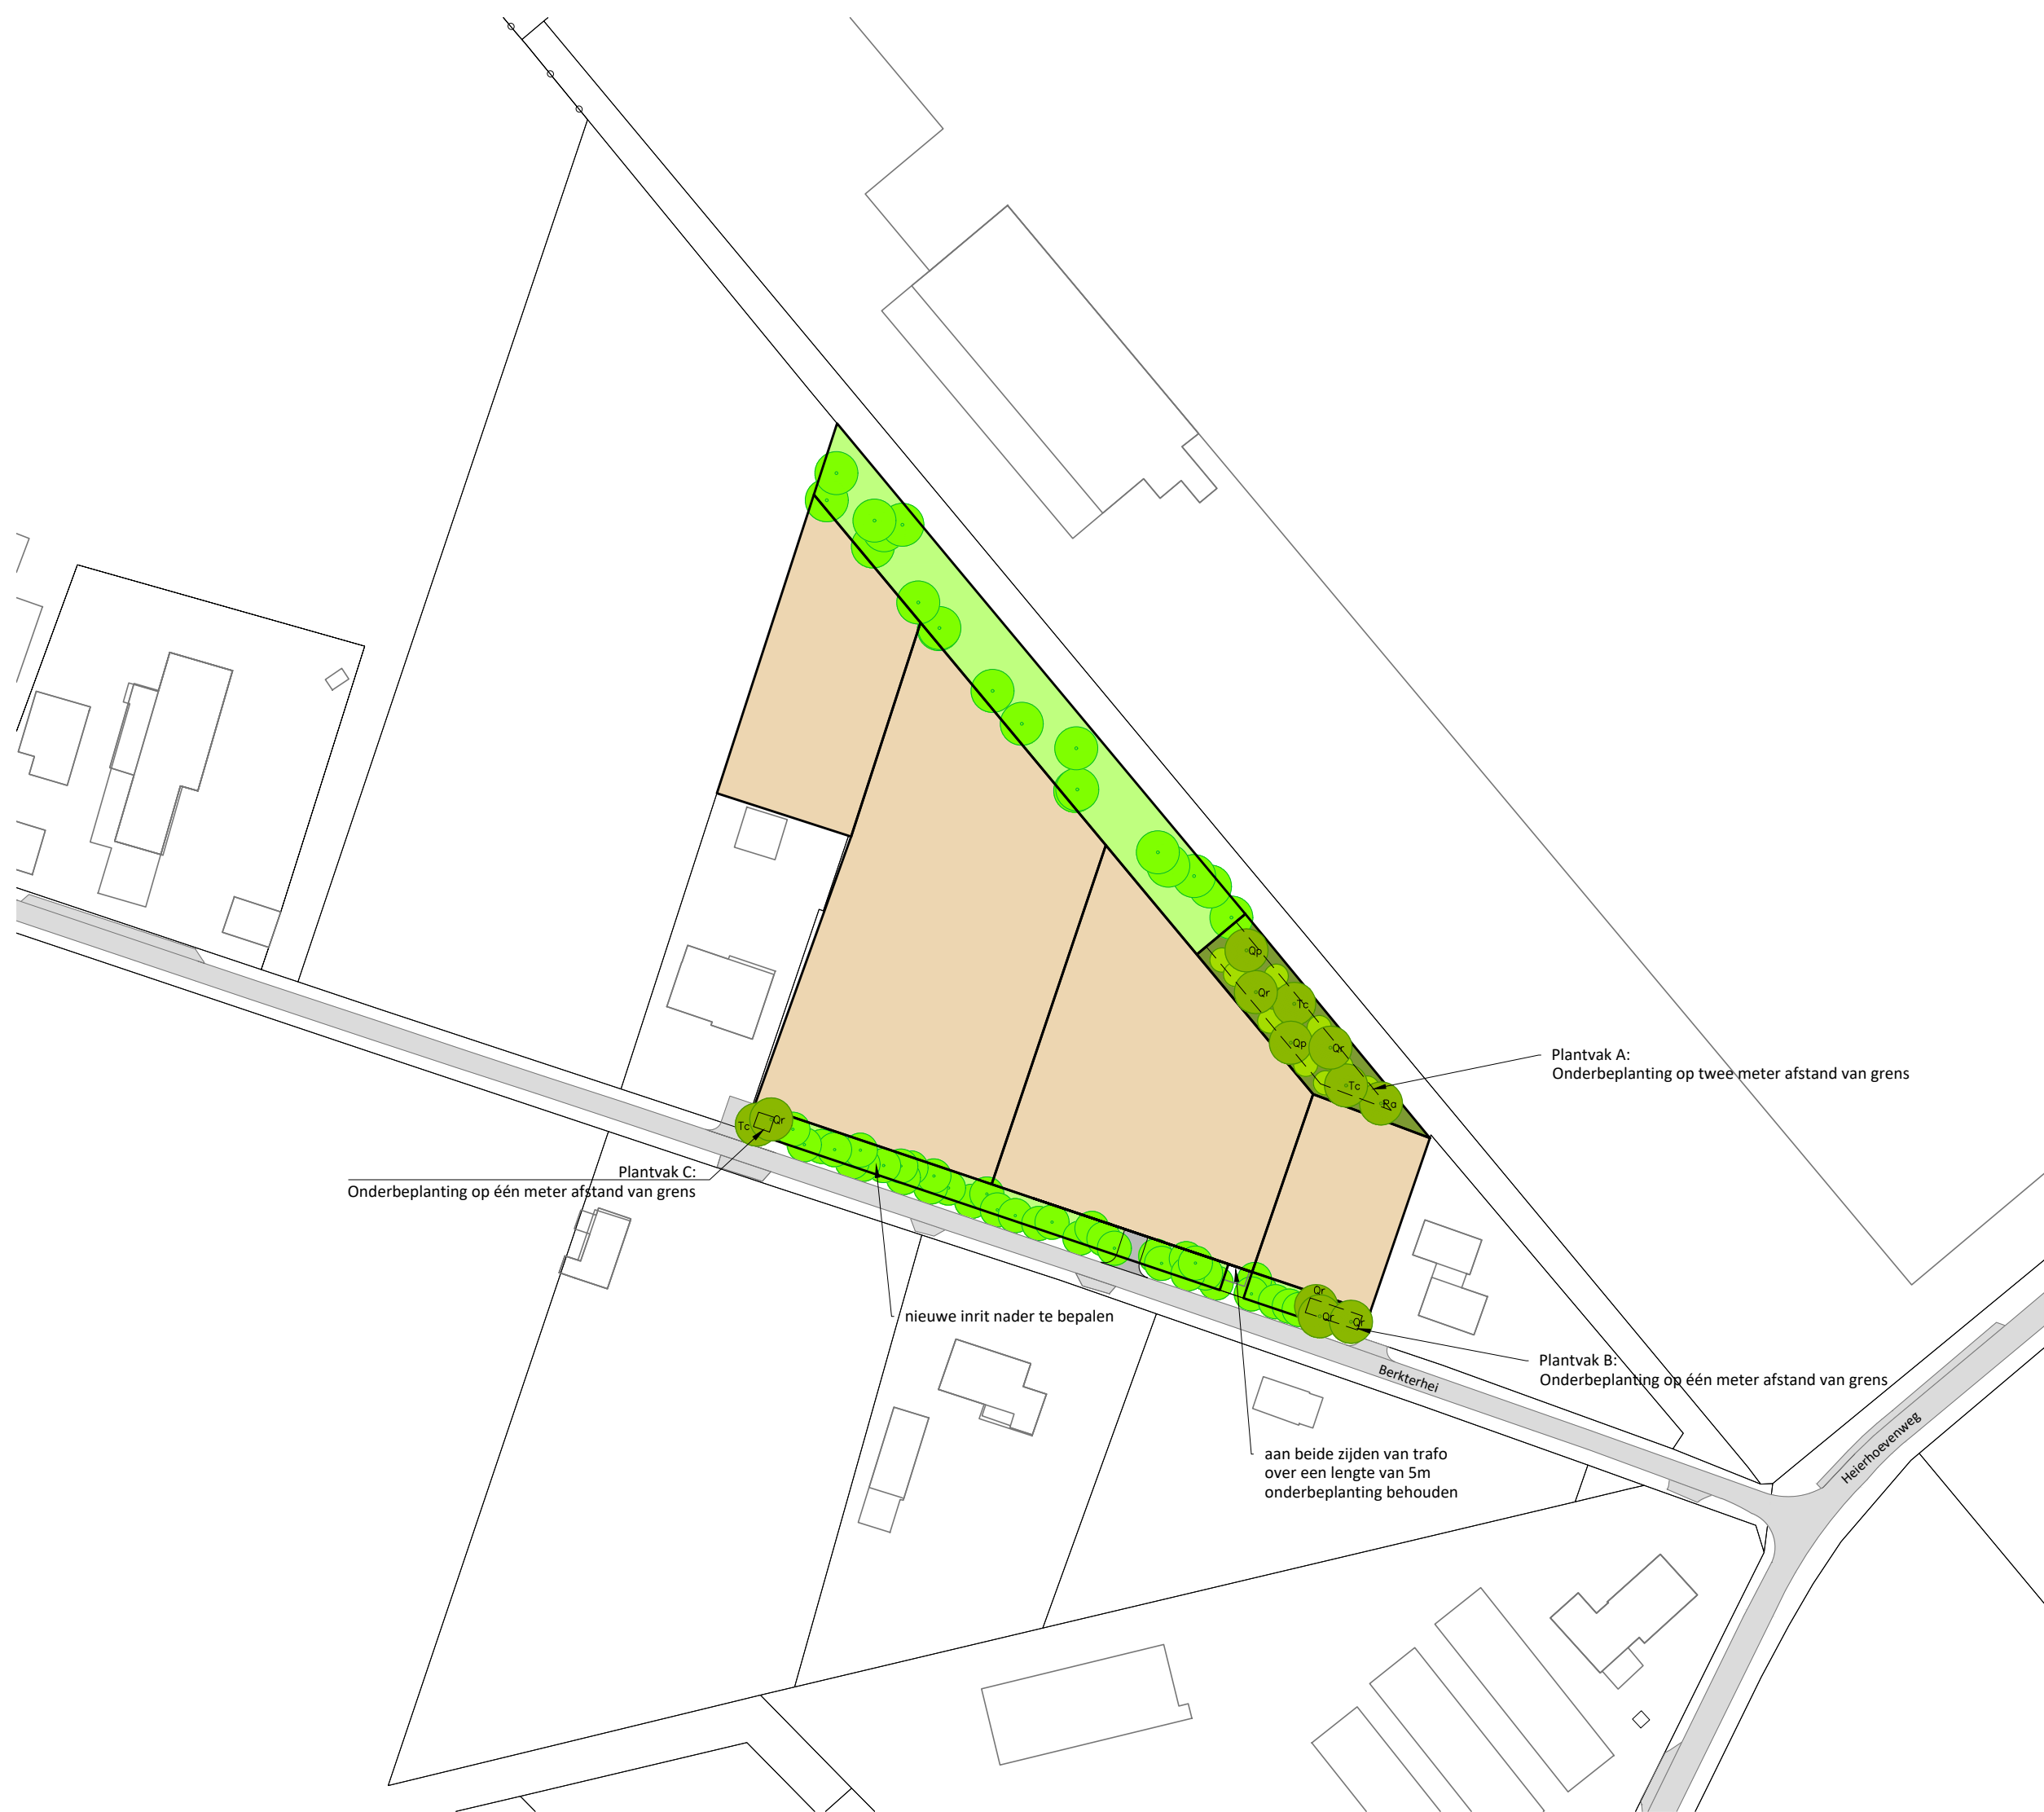 Qp
Qr
Tc
Qp
Qr
Tc
Pa
Plantvak A:
Onderbeplanting op twee meter afstand van grens
Tc
Qr
Plantvak C:
Onderbeplanting op één meter afstand van grens
nieuwe inrit nader te bepalen
Qr
Qr
Qr
Plantvak B:
Onderbeplanting op één meter afstand van grens
Berkterhei
Heierhoevenweg
aan beide zijden van trafo
over een lengte van 5m
onderbeplanting behouden